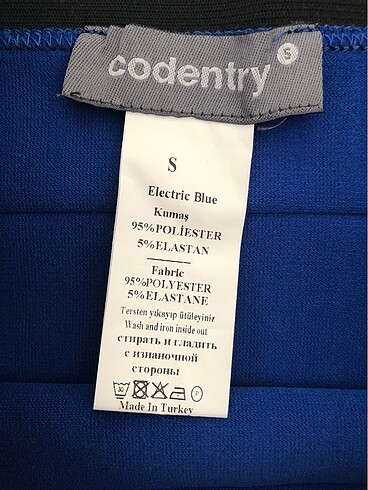 codentry
S
S
Electric Blue
Kumaş
95%POLİESTER
5%ELASTAN
Fabric
95%POLYESTER
5%ELASTANE
Tersten yıkayıp ütüleyiniz
Wash and iron inside out
стирать и гладить
с изнаночной
стороны
30 P
Made In Turkey